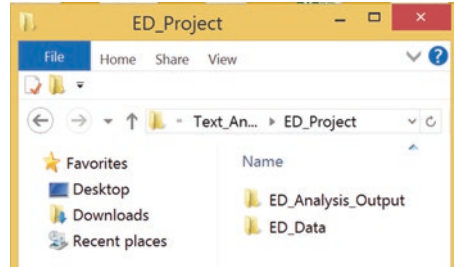 ED_Project
File Home Share View
Text_An... ED_Project
Favorites
Desktop
Downloads
Recent places
Name
ED_Analysis_Output
ED_Data